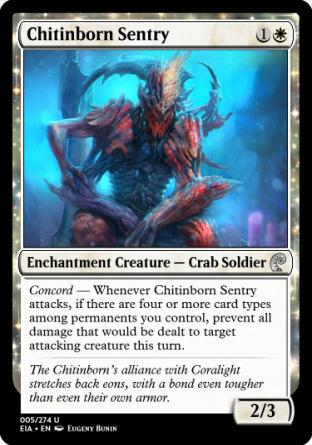 Chitinborn Sentry 1
Enchantment Creature — Crab Soldier
Concord — Whenever Chitinborn Sentry
attacks, if there are four or more card types
among permanents you control, prevent all
damage that would be dealt to target
attacking creature this turn.
The Chitinborn's alliance with Coralight
stretches back eons, with a bond even tougher
than even their own armor.
2/3
005/274 U
EIA • EN Eugeny Bunin